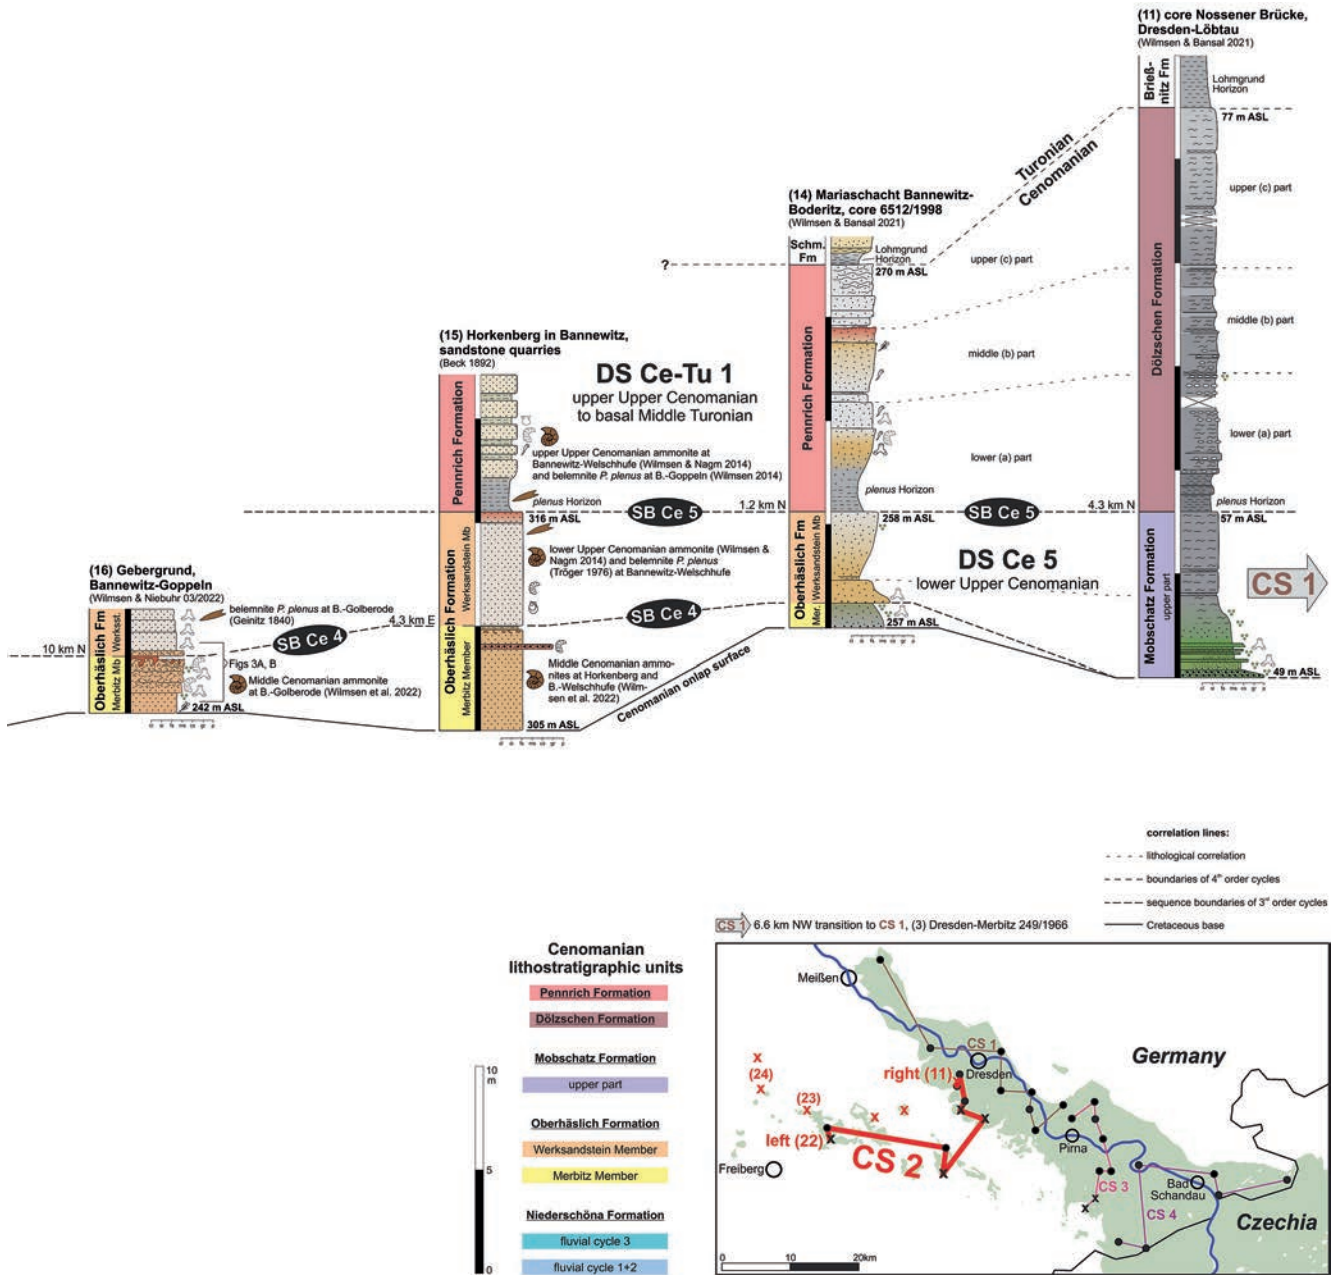 (11) core Nossener Brücke,
Dresden-Löbtau
(Wilmsen & Bansal 2021)
Brieß-
nitz Fm
Lohmgrund
Horizon
77 m ASL
Turonian
Cenomanian
Dölzschen Formation
upper (c) part
middle (b) part
lower (a) part
plenus Horizon
57 m ASL
Mobschatz Formation
upper part
49 m ASL
CS 1
(14) Mariaschacht Bannewitz-
Boderitz, core 6512/1998
(Wilmsen & Bansal 2021)
Schm.
Fm
Lohmgrund
Horizon
270 m ASL
?
upper (c) part
Pennrich Formation
middle (b) part
lower (a) part
plenus Horizon
1.2 km N
SB Ce 5
4.3 km N
258 m ASL
Oberhäslich Fm
Mer. Werksandstein Mb
DS Ce 5
lower Upper Cenomanian
257 m ASL
(15) Horkenberg in Bannewitz,
sandstone quarries
(Beck 1892)
DS Ce-Tu 1
upper Upper Cenomanian
to basal Middle Turonian
Pennrich Formation
upper Upper Cenomanian ammonite at
Bannewitz-Welschhufe (Wilmsen & Nagm 2014)
and belemnite P. plenus at B.-Goppeln (Wilmsen 2014)
plenus Horizon
316 m ASL
SB Ce 5
Oberhäslich Formation
Werksandstein Mb
Merbitz Member
lower Upper Cenomanian ammonite (Wilmsen &
Nagm 2014) and belemnite P. plenus
(Tröger 1976) at Bannewitz-Welschhufe
4.3 km E
SB Ce 4
Middle Cenomanian ammo-
nites at Horkenberg and
B.-Welschhufe (Wilm-
sen et al. 2022)
305 m ASL
Cenomanian onlap surface
(16) Gebergrund,
Bannewitz-Goppeln
(Wilmsen & Niebuhr 03/2022)
belemnite P. plenus at B.-Golberode
(Geinitz 1840)
SB Ce 4
10 km N
Oberhäslich Fm
Merbitz Mb
Werksst.
Figs 3A, B
Middle Cenomanian ammonite
at B.-Golberode (Wilmsen et al. 2022)
242 m ASL
correlation lines:
lithological correlation
boundaries of 4th order cycles
sequence boundaries of 3rd order cycles
Cretaceous base
CS 1 6.6 km NW transition to CS 1, (3) Dresden-Merbitz 249/1966
Cenomanian
lithostratigraphic units
Pennrich Formation
Dölzschen Formation
Mobschatz Formation
upper part
Oberhäslich Formation
Werksandstein Member
Merbitz Member
Niederschöna Formation
fluvial cycle 3
fluvial cycle 1+2
10
m
5
0
Meißen
CS 1
Germany
(24)
right (11)
Dresden
(23)
left (22)
CS 2
Freiberg
Pirna
CS 3
Bad
Schandau
CS 4
Czechia
0 10 20km